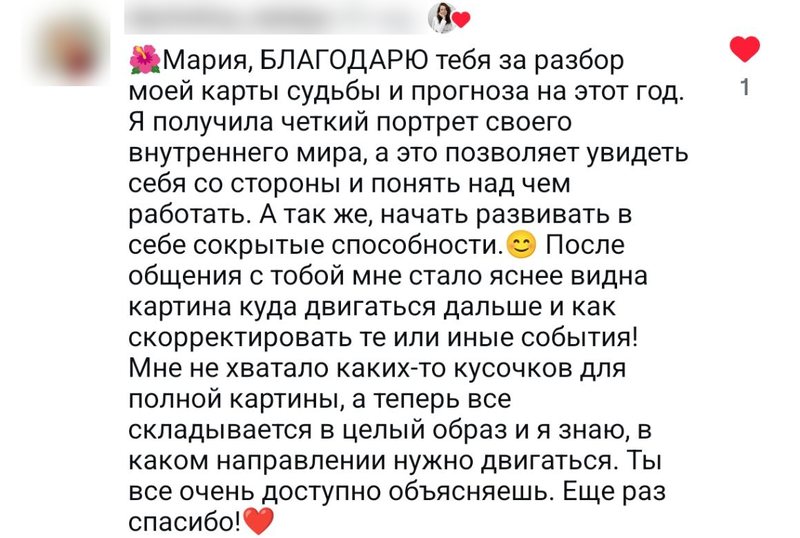 🌺Мария, БЛАГОДАРЮ тебя за разбор
моей карты судьбы и прогноза на этот год.
Я получила четкий портрет своего
внутреннего мира, а это позволяет увидеть
себя со стороны и понять над чем
работать. А так же, начать развивать в
себе сокрытые способности.😊 После
общения с тобой мне стало яснее видна
картина куда двигаться дальше и как
скорректировать те или иные события!
Мне не хватало каких-то кусочков для
полной картины, а теперь все
складывается в целый образ и я знаю, в
каком направлении нужно двигаться. Ты
все очень доступно объясняешь. Еще раз
спасибо!❤️
1